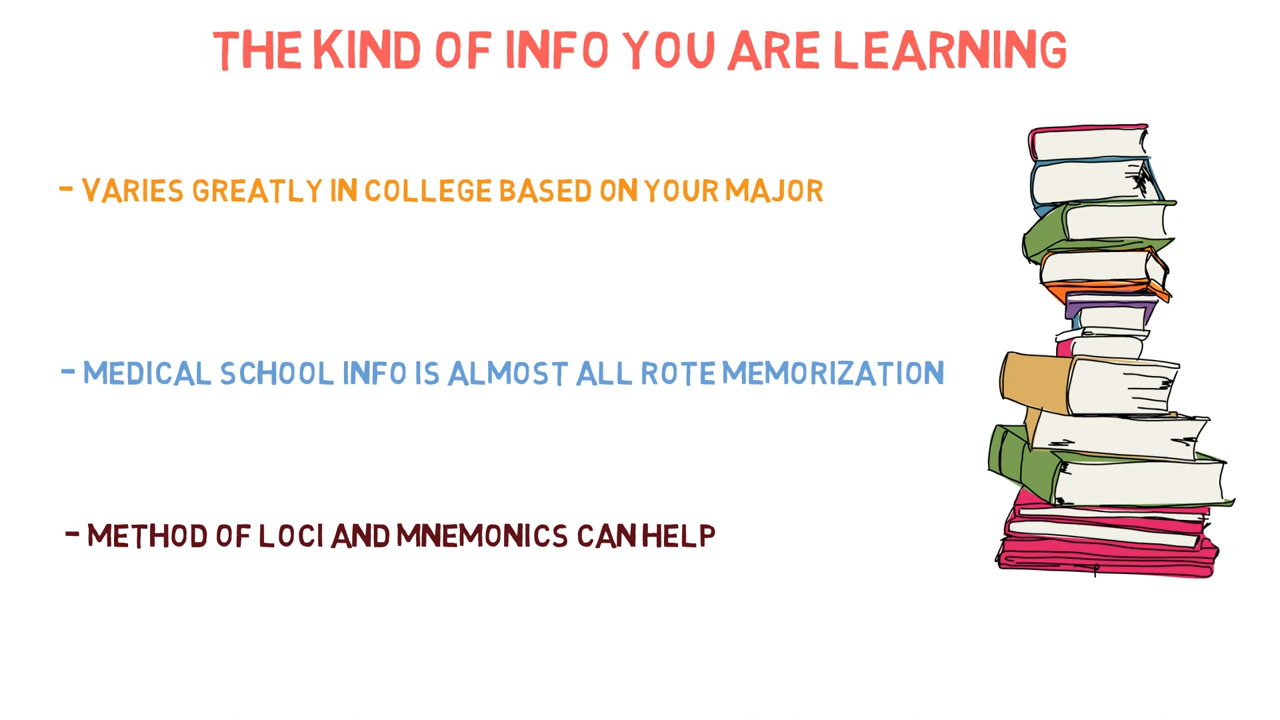 THE KIND OF INFO YOU ARE LEARNING
- VARIES GREATLY IN COLLEGE BASED ON YOUR MAJOR
- MEDICAL SCHOOL INFO IS ALMOST ALL ROTE MEMORIZATION
- METHOD OF LOCI AND MNEMONICS CAN HELP